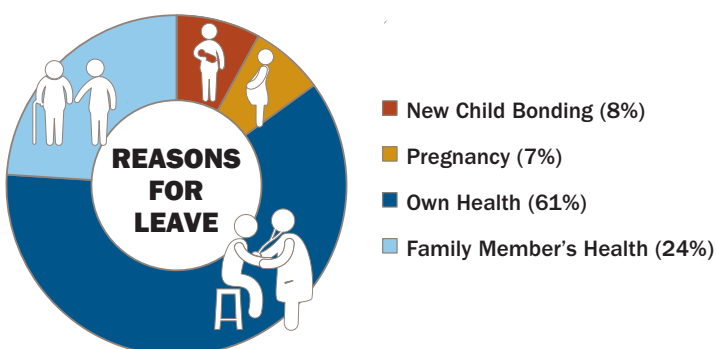 REASONS
FOR
LEAVE
New Child Bonding (8%)
Pregnancy (7%)
Own Health (61%)
Family Member's Health (24%)